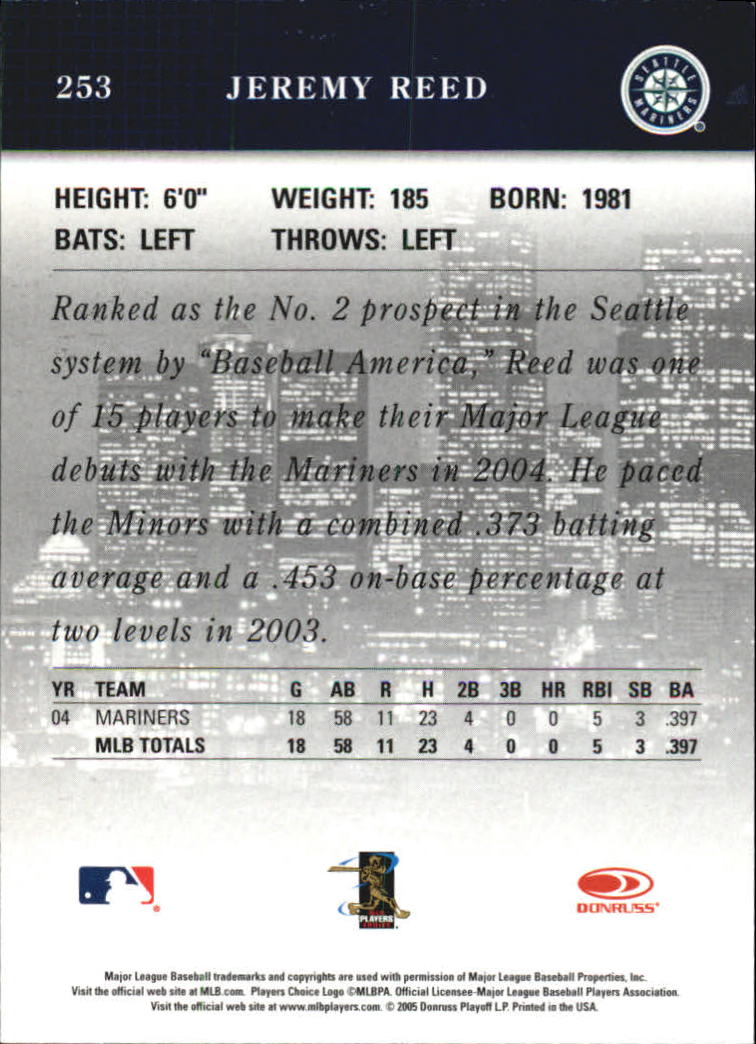 253 JEREMY REED
SEATTLE MARINERS
HEIGHT: 6'0" WEIGHT: 185 BORN: 1981
BATS: LEFT THROWS: LEFT
Ranked as the No. 2 prospect in the Seattle
system by “Baseball America,” Reed was one
of 15 players to make their Major League
debuts with the Mariners in 2004. He paced
the Minors with a combined .373 batting
average and a .453 on-base percentage at
two levels in 2003.
YR TEAM G AB R H 2B 3B HR RBI SB BA
04 MARINERS 18 58 11 23 4 0 0 5 3 .397
MLB TOTALS 18 58 11 23 4 0 0 5 3 .397
PLAYERS
CHOICE
DONRUSS
Major League Baseball trademarks and copyrights are used with permission of Major League Baseball Properties, Inc.
Visit the official web site at MLB.com. Players Choice Logo ©MLBPA. Official Licensee-Major League Baseball Players Association.
Visit the official web site at www.mlbplayers.com. © 2005 Donruss Playoff L.P. Printed in the USA.